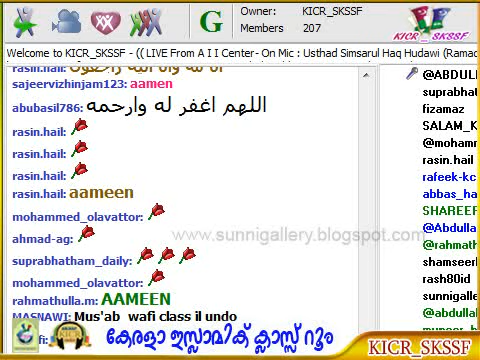 Owner: KICR_SKSSF
Members 207
G
KICR_SKSSF
Welcome to KICR_SKSSF - (( LIVE From A I I Center- On Mic : Usthad Simsarul Haq Hudawi (Ramad
rasin.hail:
sajeervizhinjam123: aamen
abubasil786: اللهم اغفر له وارحمه
rasin.hail:
rasin.hail:
rasin.hail:
rasin.hail: aameen
mohammed_olavattor:
ahmad-ag:
suprabhatham_daily:
mohammed_olavattor:
rahmathulla.m: AAMEEN
MASNAWI: Mus'ab wafi class il undo
@ABDULL
suprabhat
fizamaz
SALAM_K
@moham
rasin.hail
rafeek-kc
abbas_ha
SHAREEF
@Abdulla
@rahmath
shamseer
rash80id
sunnigalle
@abdulla
www.sunnigallery.blogspot.com
KICR
കേരളാ ഇസ്ലാമിക് ക്ലാസ്സ് റൂം
KICR_SKSSF